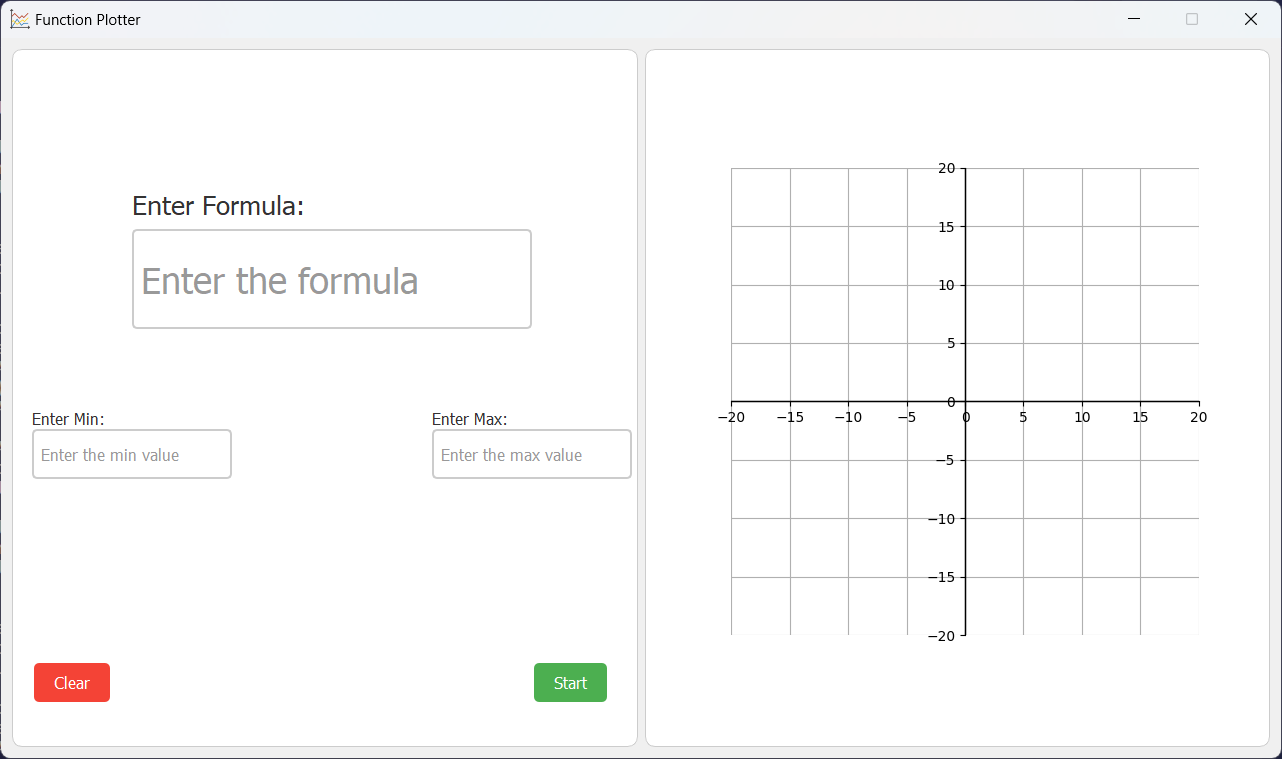 Function Plotter
Enter Formula:
Enter the formula
Enter Min:
Enter Max:
Enter the min value
Enter the max value
Clear
Start
20
15
10
5
0
−20 −15 −10 −5 0 5 10 15 20
−5
−10
−15
−20